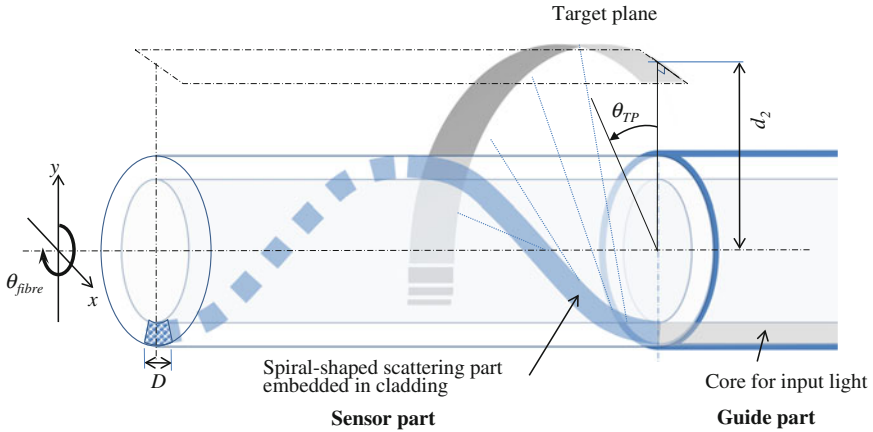 Target plane
θTP
d2
y
θfibre
x
D
Spiral-shaped scattering part
embedded in cladding
Core for input light
Sensor part
Guide part